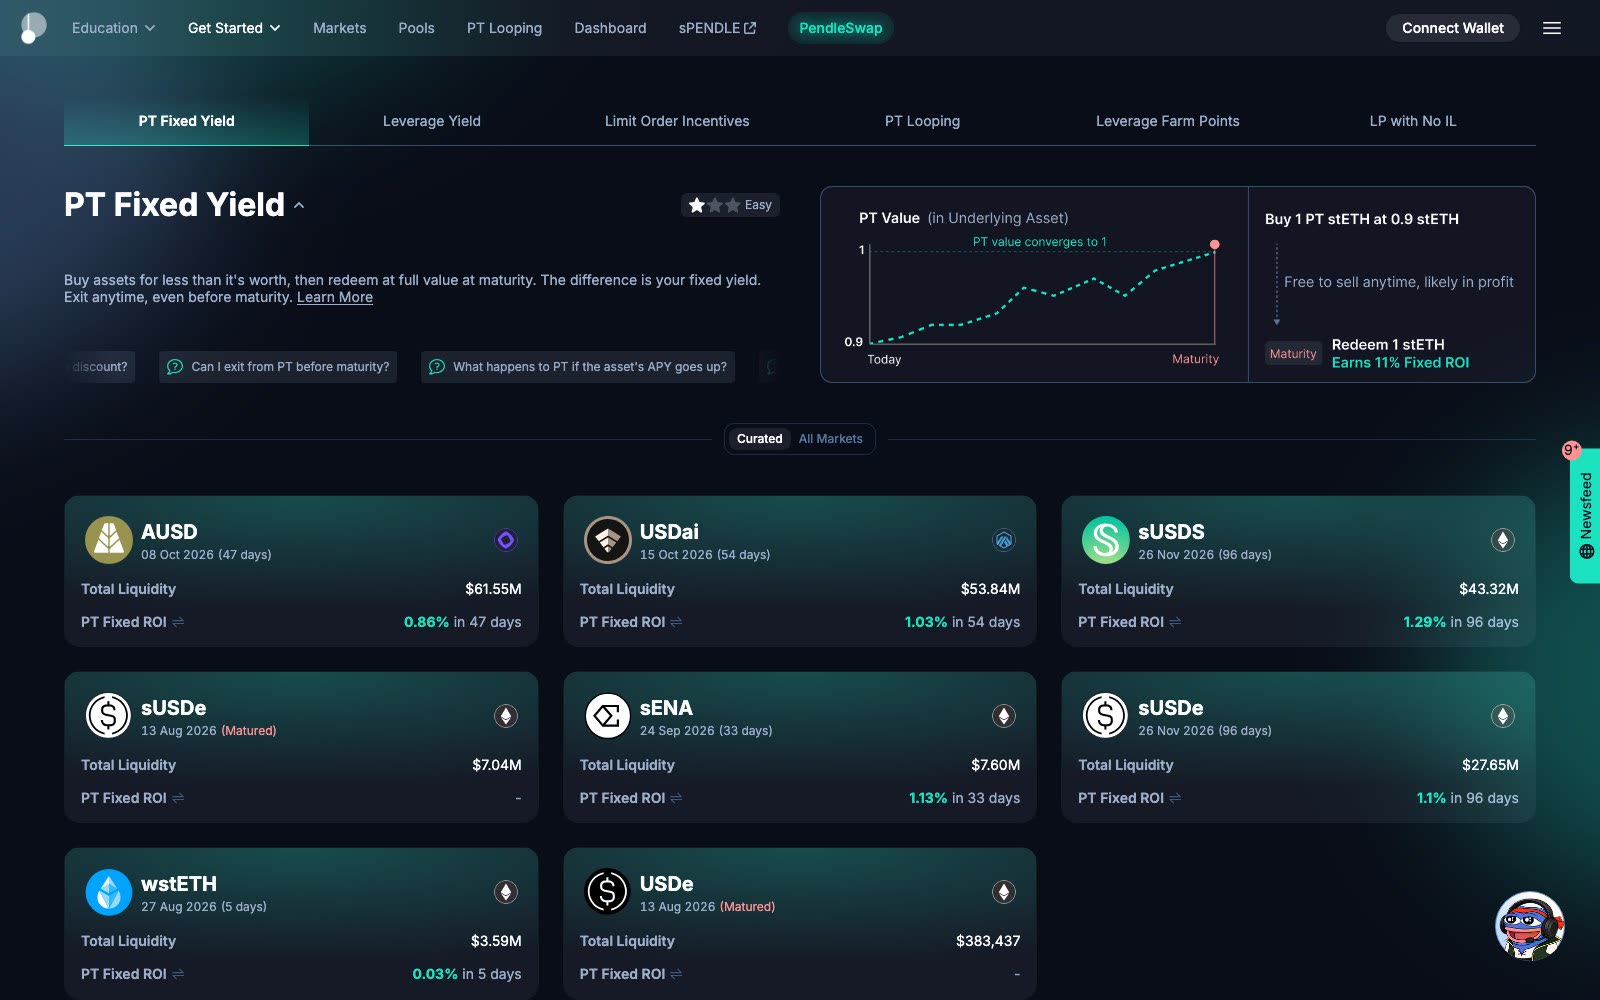 Education Get Started Markets Pools PT Looping Dashboard sPENDLE PendleSwap Connect Wallet
PT Fixed Yield Leverage Yield Limit Order Incentives PT Looping Leverage Farm Points LP with No IL
PT Fixed Yield
Easy
Buy assets for less than it's worth, then redeem at full value at maturity. The difference is your fixed yield.
Exit anytime, even before maturity. Learn More
discount? Can I exit from PT before maturity? What happens to PT if the asset's APY goes up?
PT Value (in Underlying Asset)
PT value converges to 1
1
0.9
Today Maturity
Buy 1 PT stETH at 0.9 stETH
Free to sell anytime, likely in profit
Maturity
Redeem 1 stETH
Earns 11% Fixed ROI
Curated All Markets
9+
Newsfeed
AUSD
08 Oct 2026 (47 days)
Total Liquidity $61.55M
PT Fixed ROI 0.86% in 47 days
USDai
15 Oct 2026 (54 days)
Total Liquidity $53.84M
PT Fixed ROI 1.03% in 54 days
sUSDS
26 Nov 2026 (96 days)
Total Liquidity $43.32M
PT Fixed ROI 1.29% in 96 days
sUSDe
13 Aug 2026 (Matured)
Total Liquidity $7.04M
PT Fixed ROI -
sENA
24 Sep 2026 (33 days)
Total Liquidity $7.60M
PT Fixed ROI 1.13% in 33 days
sUSDe
26 Nov 2026 (96 days)
Total Liquidity $27.65M
PT Fixed ROI 1.1% in 96 days
wstETH
27 Aug 2026 (5 days)
Total Liquidity $3.59M
PT Fixed ROI 0.03% in 5 days
USDe
13 Aug 2026 (Matured)
Total Liquidity $383,437
PT Fixed ROI -